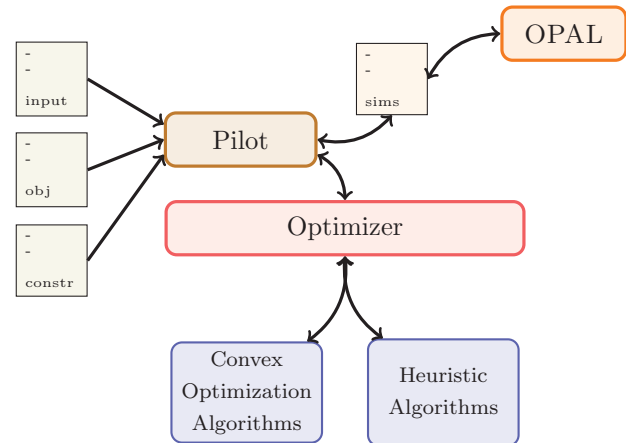 -
-
input
-
-
obj
-
-
constr
Pilot
-
-
sims
OPAL
Optimizer
Convex
Optimization
Algorithms
Heuristic
Algorithms